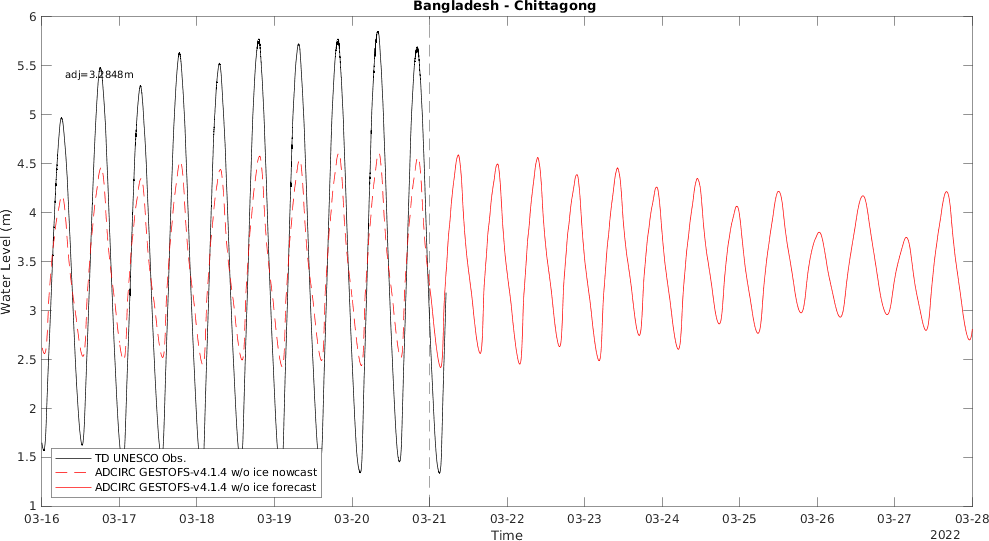 Bangladesh - Chittagong
6
5.5
5
4.5
4
3.5
3
2.5
2
1.5
1
Water Level (m)
adj=3.2848m
TD UNESCO Obs.
ADCIRC GESTOFS-v4.1.4 w/o ice nowcast
ADCIRC GESTOFS-v4.1.4 w/o ice forecast
03-16 03-17 03-18 03-19 03-20 03-21 03-22 03-23 03-24 03-25 03-26 03-27 03-28
Time
2022